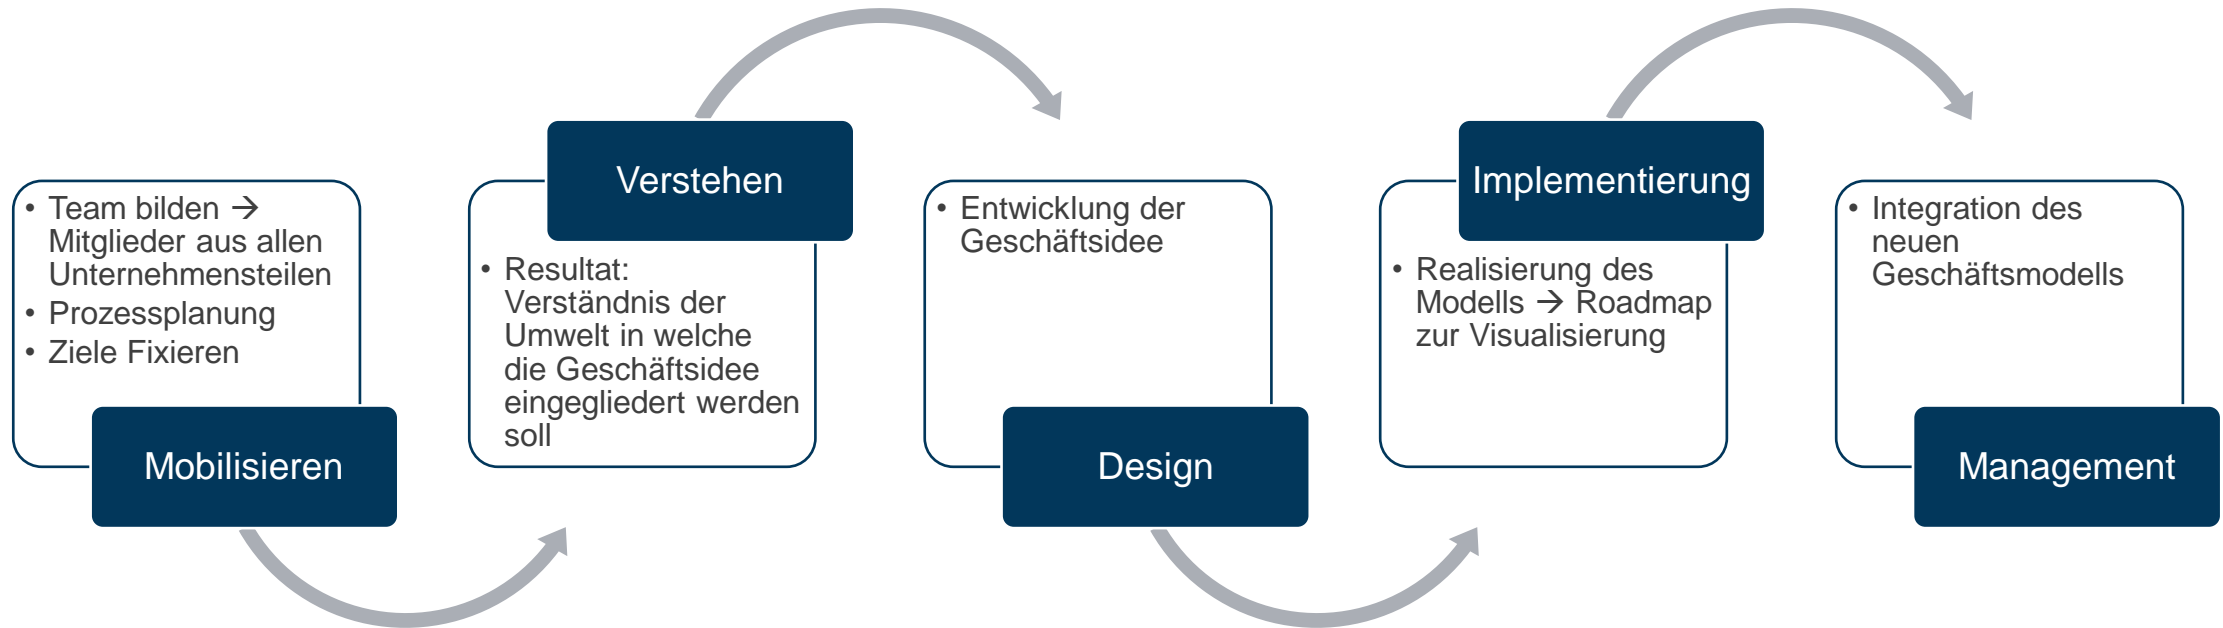 • Team bilden →
Mitglieder aus allen
Unternehmensteilen
• Prozessplanung
• Ziele Fixieren
Mobilisieren
Verstehen
• Resultat:
Verständnis der
Umwelt in welche
die Geschäftsidee
eingegliedert werden
soll
• Entwicklung der
Geschäftsidee
Design
Implementierung
• Realisierung des
Modells → Roadmap
zur Visualisierung
• Integration des
neuen
Geschäftsmodells
Management